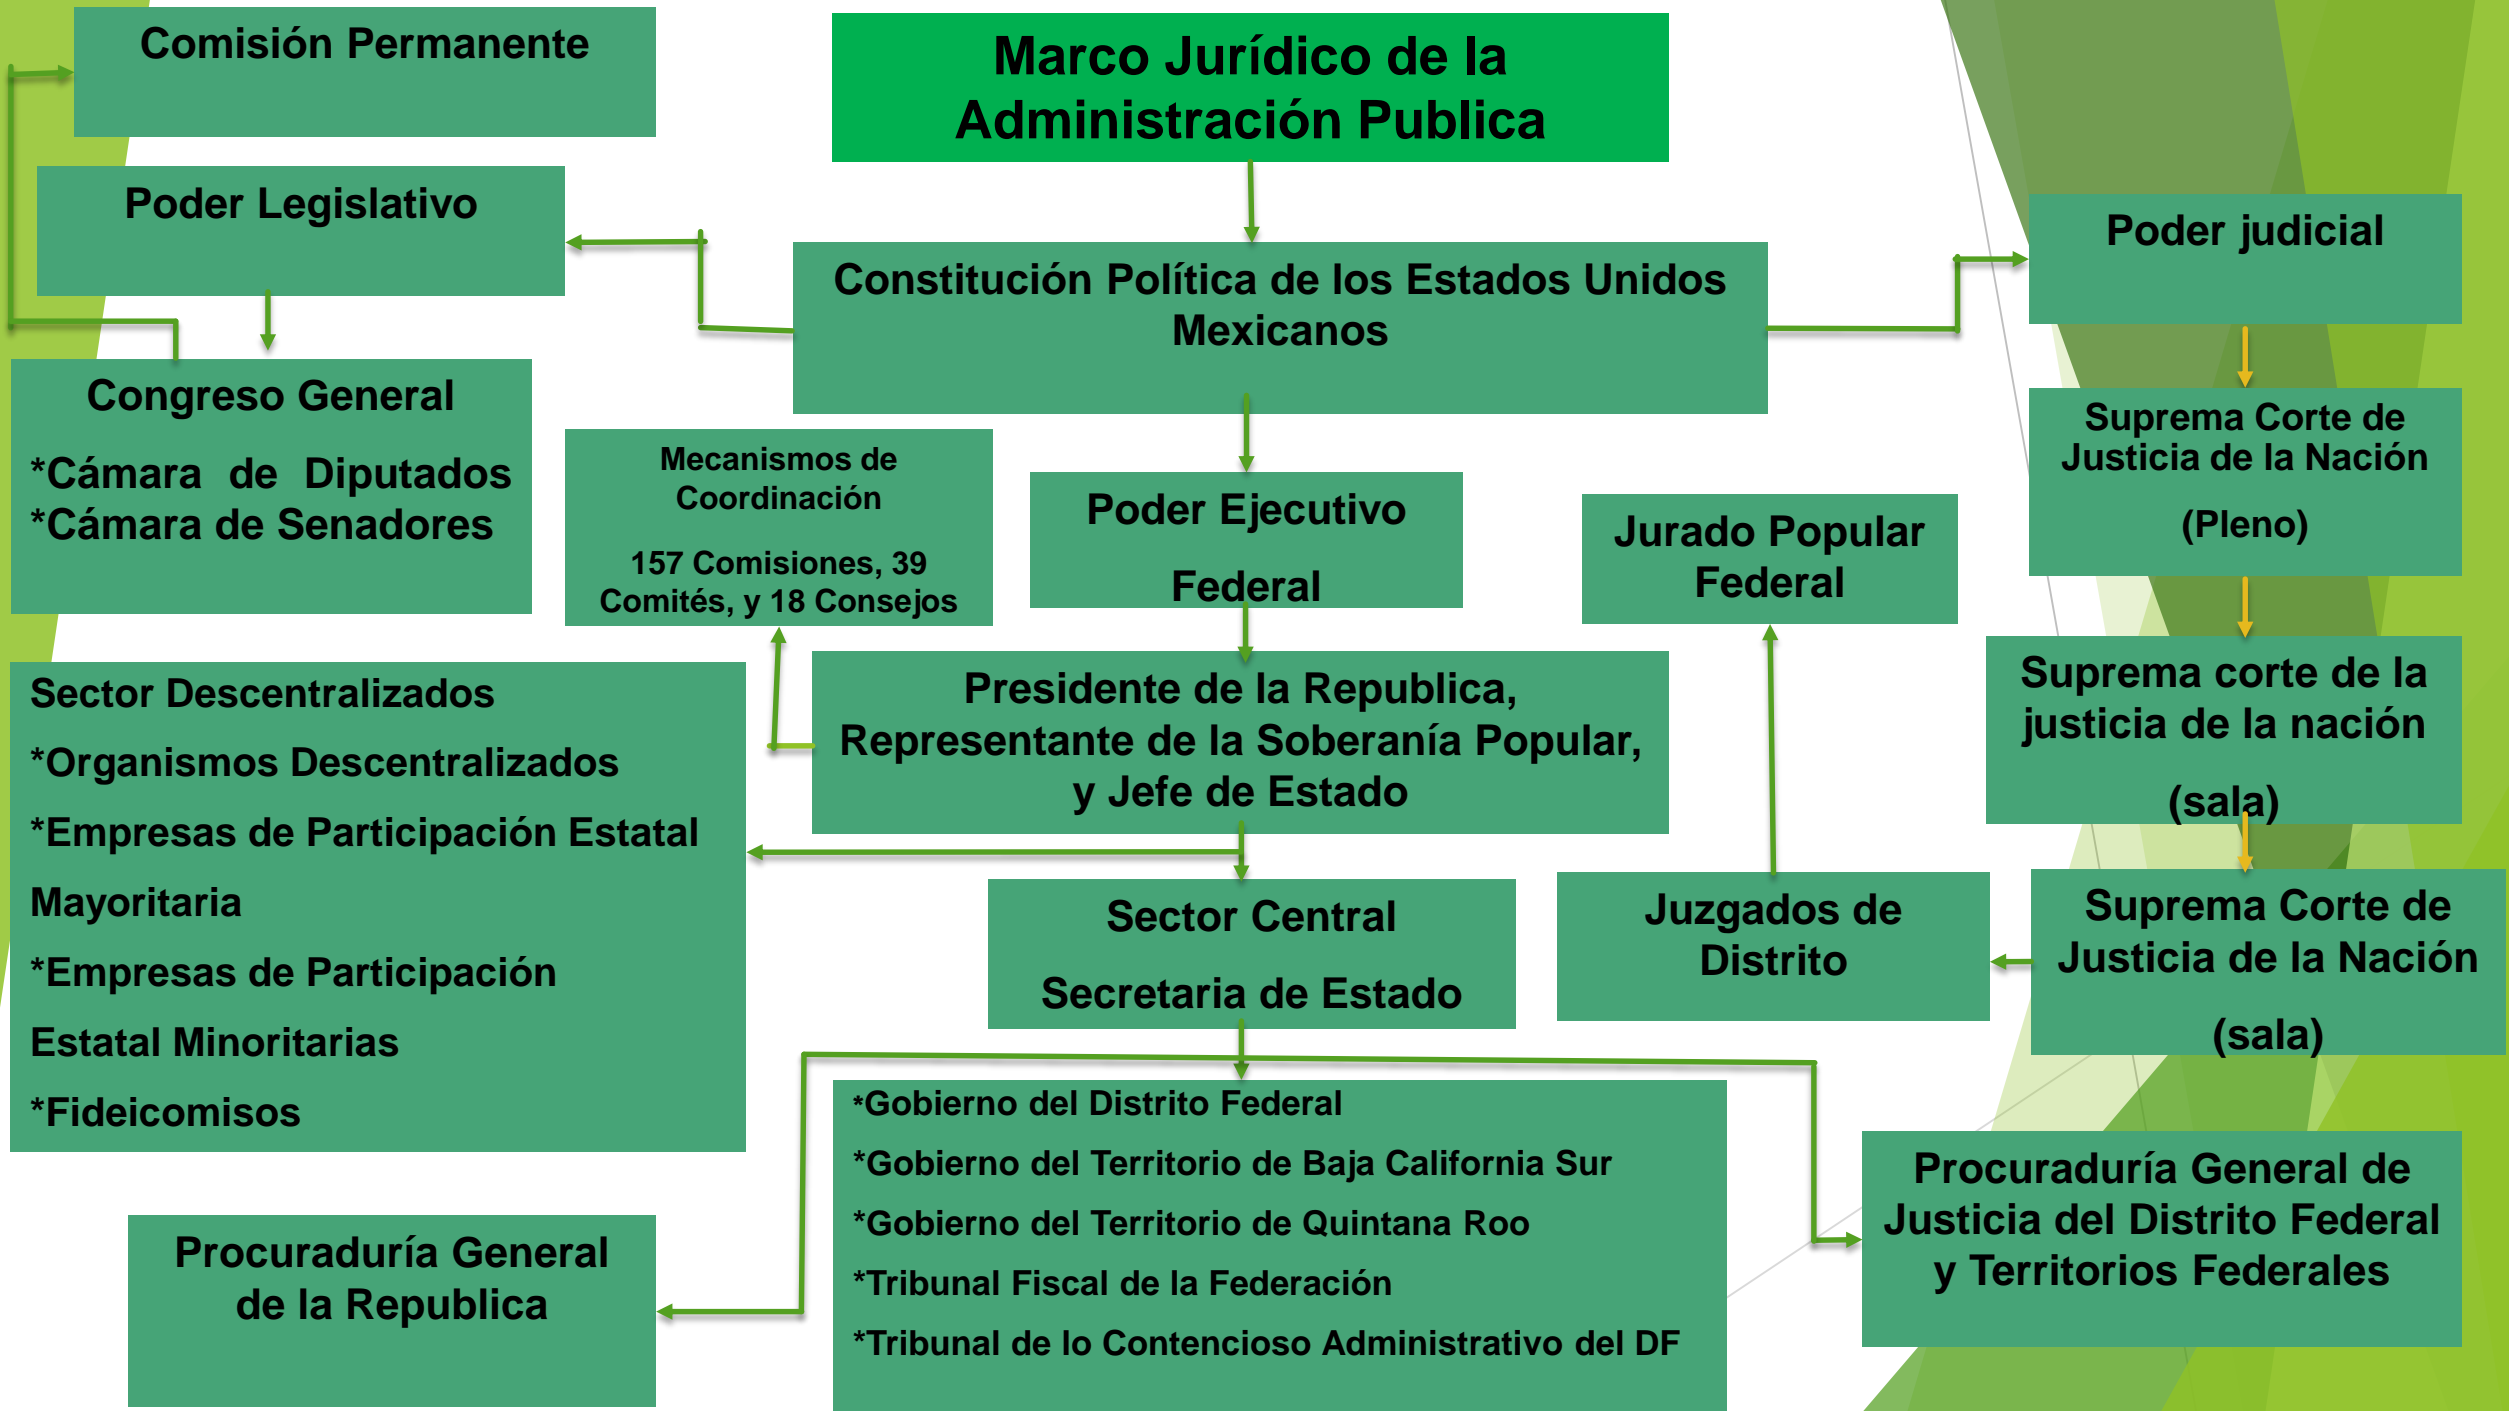 Comisión Permanente
Marco Jurídico de la
Administración Publica
Poder Legislativo
Poder judicial
Constitución Política de los Estados Unidos
Mexicanos
Congreso General
*Cámara de Diputados
*Cámara de Senadores
Mecanismos de
Coordinación
157 Comisiones, 39
Comités, y 18 Consejos
Poder Ejecutivo
Federal
Jurado Popular
Federal
Suprema Corte de
Justicia de la Nación
(Pleno)
Suprema corte de la
justicia de la nación
(sala)
Sector Descentralizados
*Organismos Descentralizados
*Empresas de Participación Estatal
Mayoritaria
*Empresas de Participación
Estatal Minoritarias
*Fideicomisos
Presidente de la Republica,
Representante de la Soberanía Popular,
y Jefe de Estado
Sector Central
Secretaria de Estado
Juzgados de
Distrito
Suprema Corte de
Justicia de la Nación
(sala)
*Gobierno del Distrito Federal
*Gobierno del Territorio de Baja California Sur
*Gobierno del Territorio de Quintana Roo
*Tribunal Fiscal de la Federación
*Tribunal de lo Contencioso Administrativo del DF
Procuraduría General
de la Republica
Procuraduría General de
Justicia del Distrito Federal
y Territorios Federales